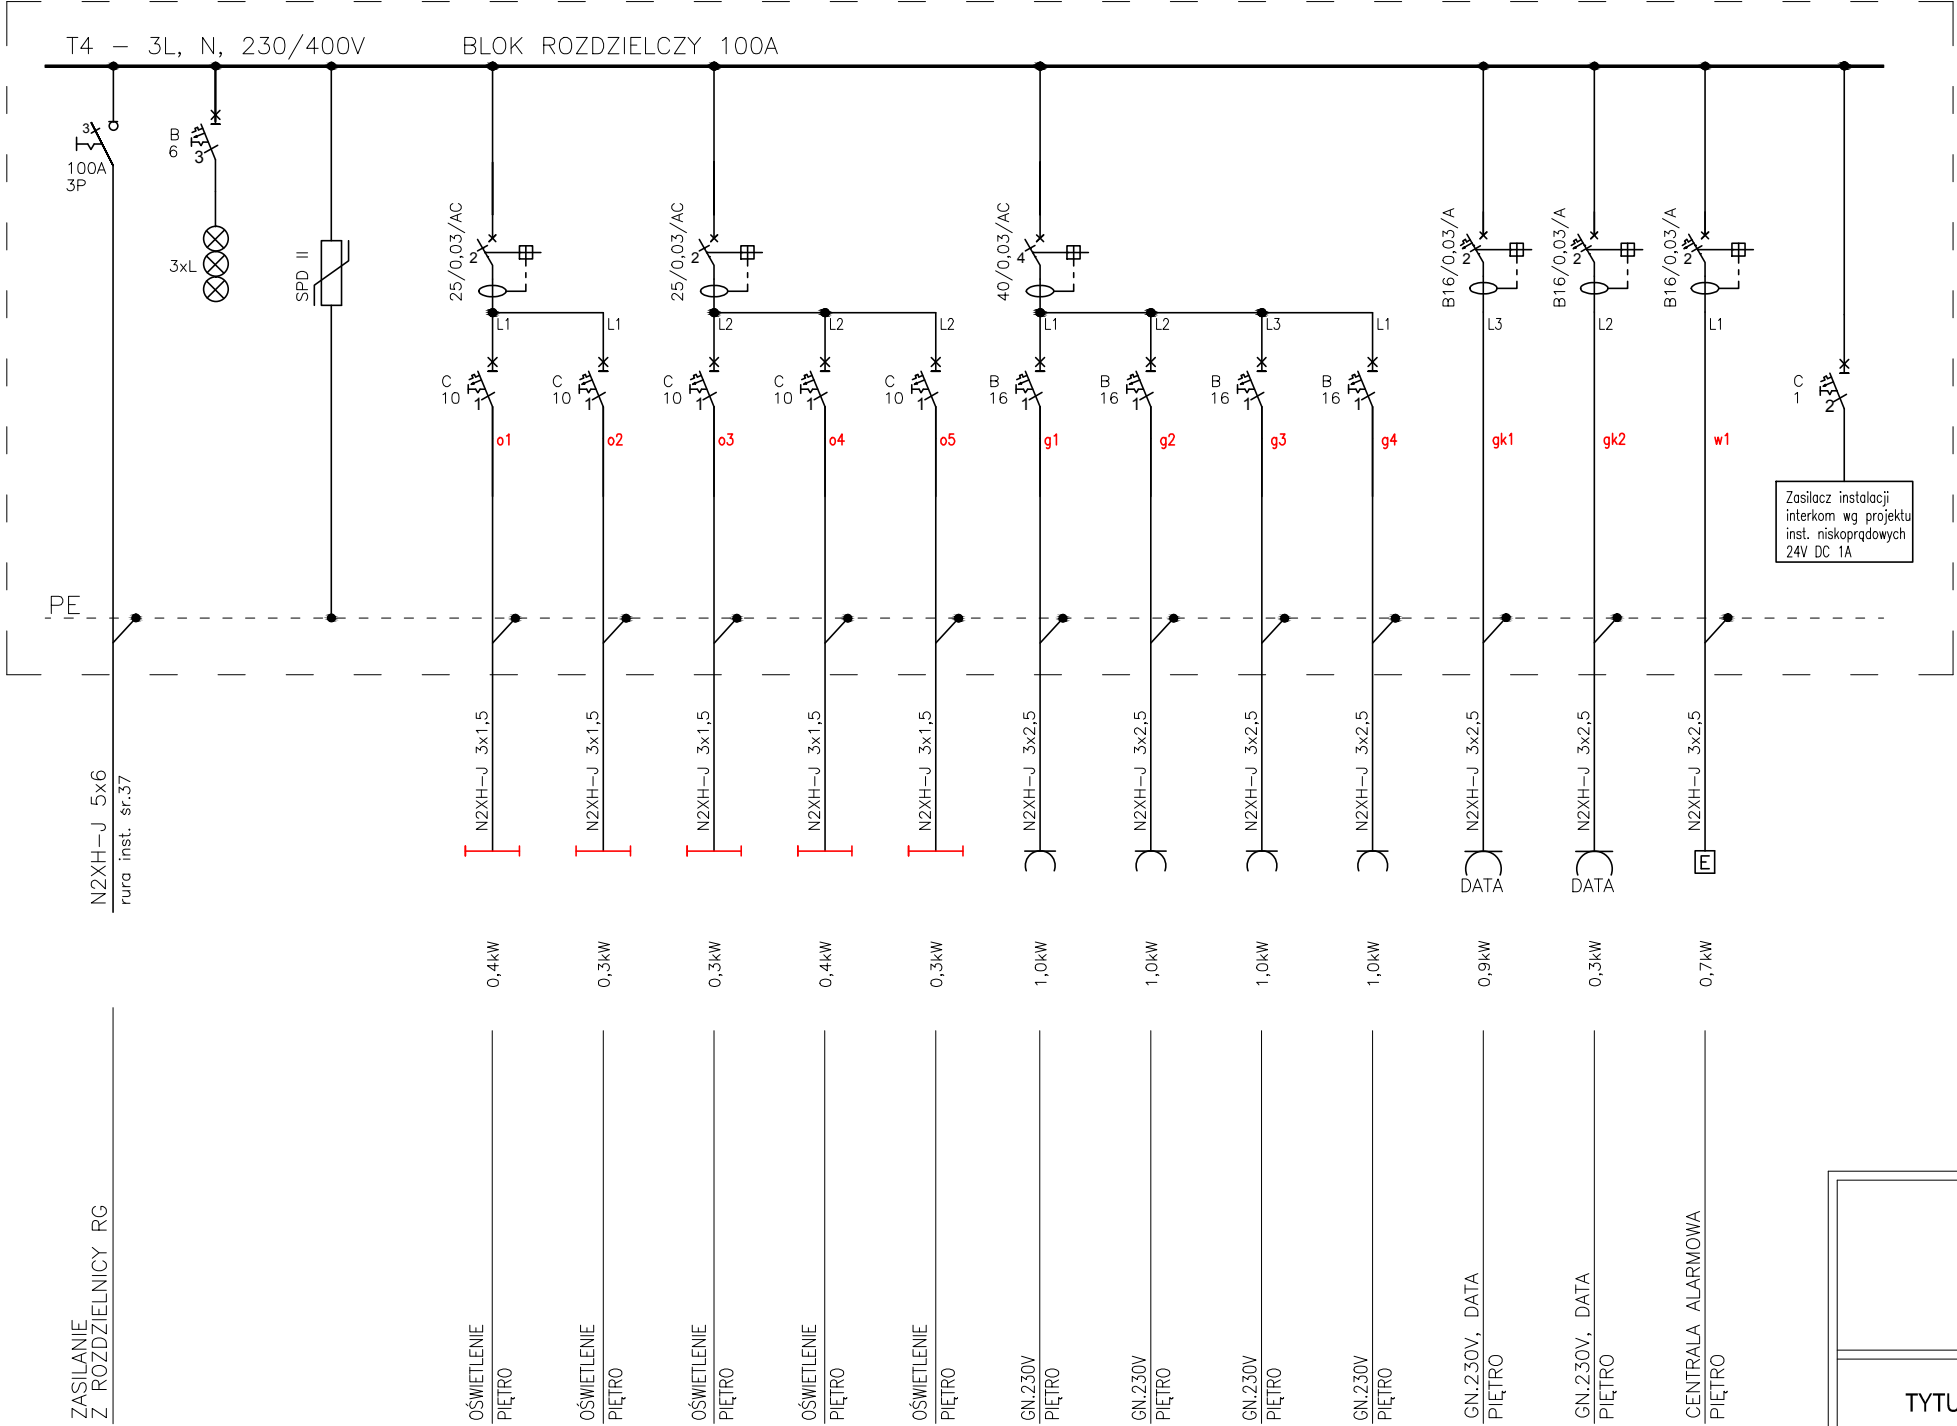 T4 – 3L, N, 230/400V
BLOK ROZDZIELCZY 100A
3
100A
3P
B
6
3
3xL
SPD II
25/0,03/AC
2
25/0,03/AC
2
40/0,03/AC
4
B16/0,03/A
2
B16/0,03/A
2
B16/0,03/A
2
L1
L1
L2
L2
L2
L1
L2
L3
L1
L3
L2
L1
C
10
1
C
10
1
C
10
1
C
10
1
C
10
1
B
16
1
B
16
1
B
16
1
B
16
1
C
1
2
o1
o2
o3
o4
o5
g1
g2
g3
g4
gk1
gk2
w1
Zasilacz instalacji
interkom wg projektu
inst. niskoprądowych
24V DC 1A
PE
N2XH–J 5x6
rura inst. śr.37
N2XH–J 3x1,5
N2XH–J 3x1,5
N2XH–J 3x1,5
N2XH–J 3x1,5
N2XH–J 3x1,5
N2XH–J 3x2,5
N2XH–J 3x2,5
N2XH–J 3x2,5
N2XH–J 3x2,5
N2XH–J 3x2,5
N2XH–J 3x2,5
N2XH–J 3x2,5
DATA
DATA
E
0,4kW
0,3kW
0,3kW
0,4kW
0,3kW
1,0kW
1,0kW
1,0kW
1,0kW
0,9kW
0,3kW
0,7kW
ZASILANIE
Z ROZDZIELNICY RG
OŚWIETLENIE
PIĘTRO
OŚWIETLENIE
PIĘTRO
OŚWIETLENIE
PIĘTRO
OŚWIETLENIE
PIĘTRO
OŚWIETLENIE
PIĘTRO
GN.230V
PIĘTRO
GN.230V
PIĘTRO
GN.230V
PIĘTRO
GN.230V
PIĘTRO
GN.230V, DATA
PIĘTRO
GN.230V, DATA
PIĘTRO
CENTRALA ALARMOWA
PIĘTRO